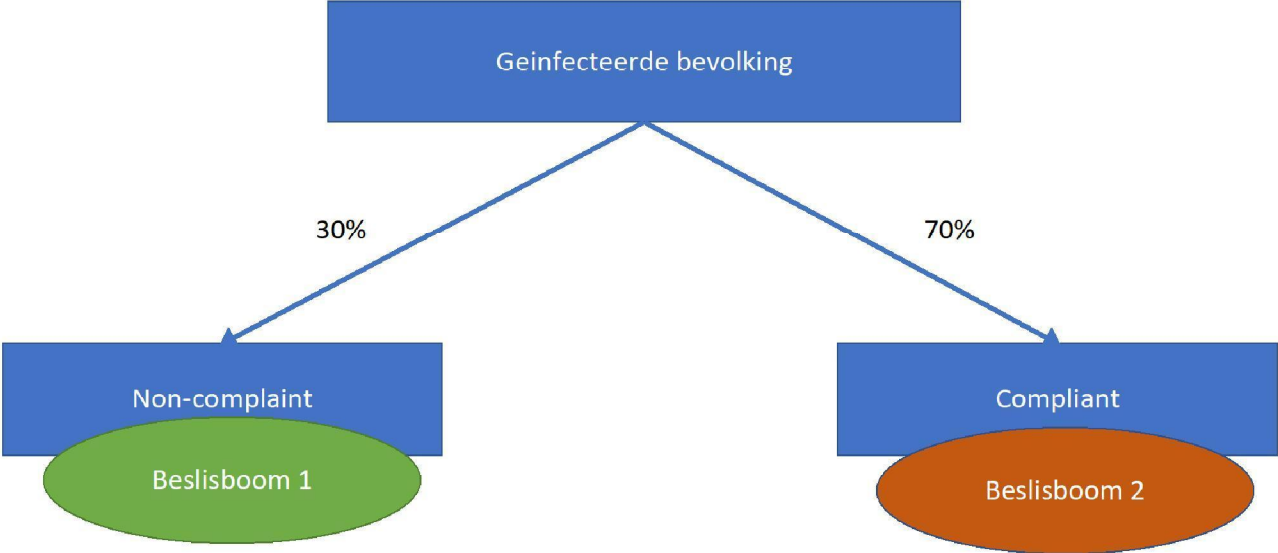 Geinfecteerde bevolking
30%
70%
Non-complaint
Compliant
Beslisboom 1
Beslisboom 2